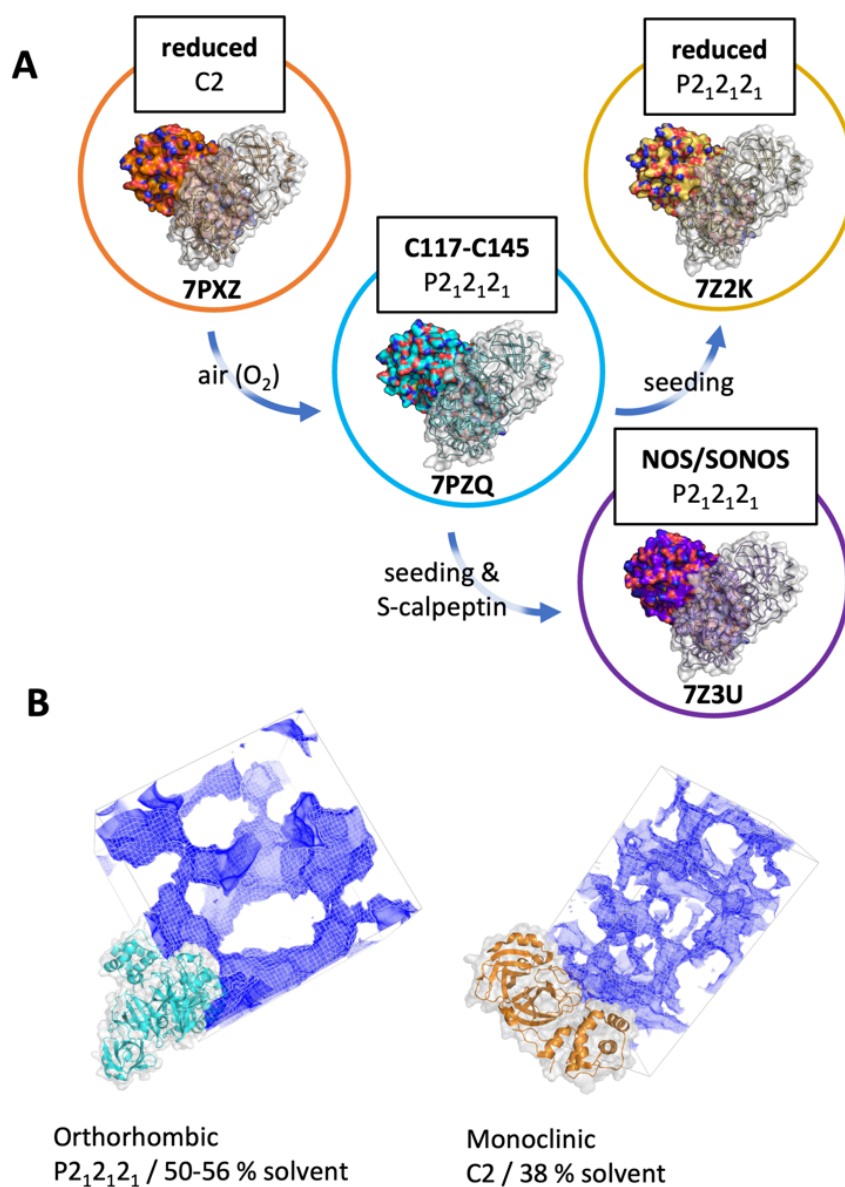 A
reduced
C2
7PXZ
air (O₂)
C117-C145
P2₁2₁2₁
7PZQ
reduced
P2₁2₁2₁
7Z2K
seeding
seeding &
S-calpeptin
NOS/SONOS
P2₁2₁2₁
7Z3U
B
Orthorhombic
P2₁2₁2₁ / 50-56 % solvent
Monoclinic
C2 / 38 % solvent